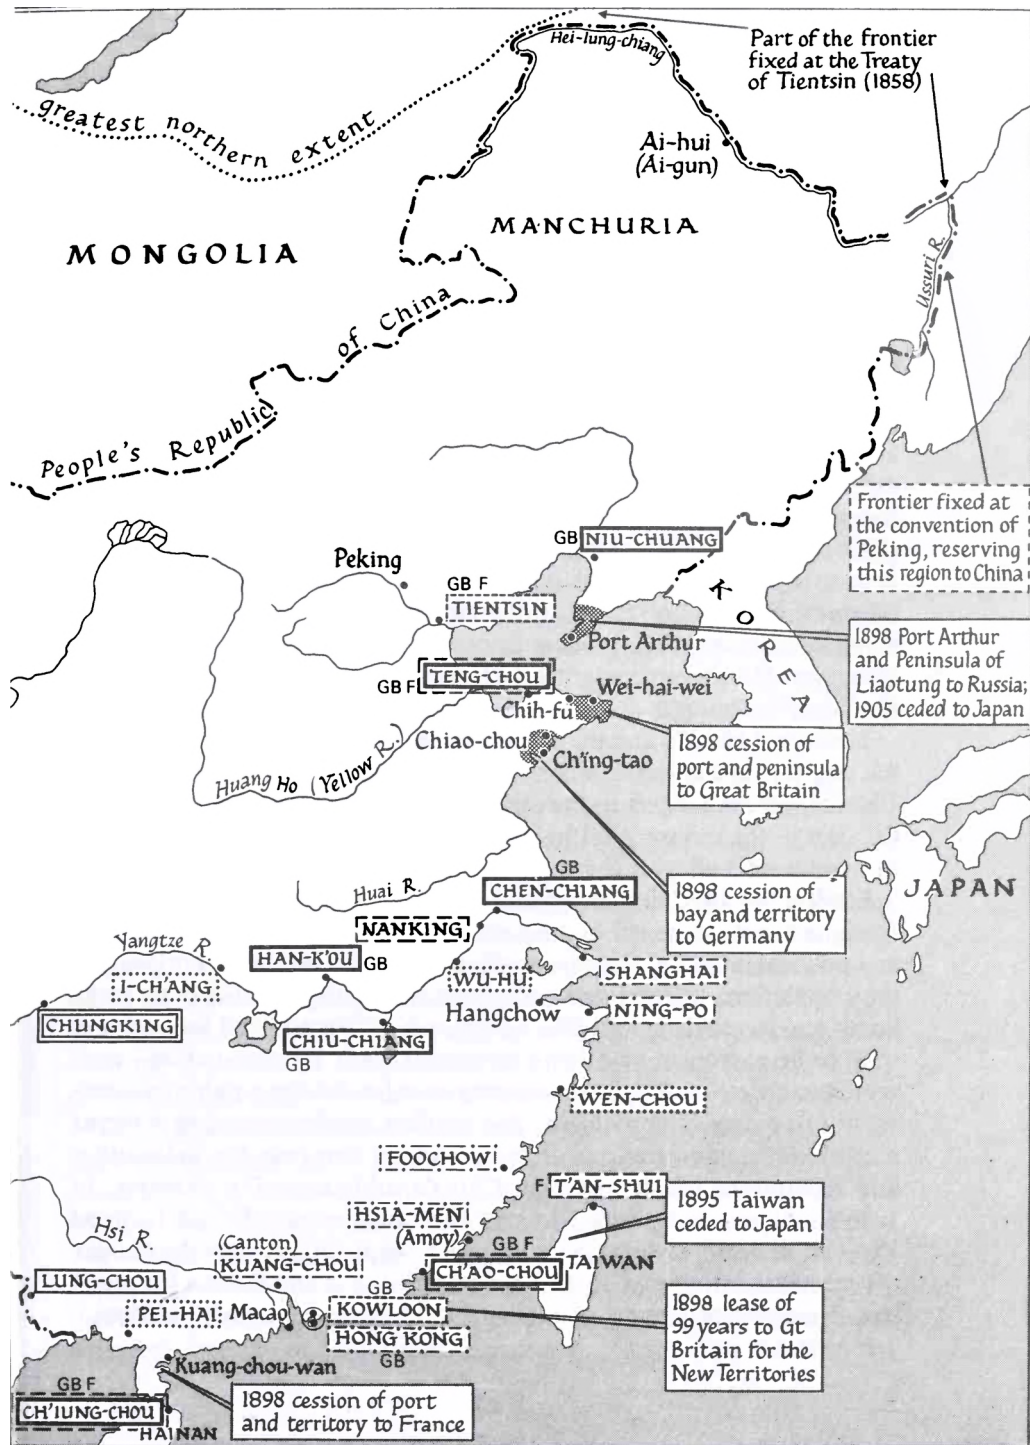 Hei-lung-chiang
Part of the frontier
fixed at the Treaty
of Tientsin (1858)
greatest northern extent
Ai-hui
(Ai-gun)
MONGOLIA
MANCHURIA
Ussuri R.
People's Republic of China
Frontier fixed at
the convention of
Peking, reserving
this region to China
GB NIU-CHUANG
Peking
GB F
TIENTSIN
KOREA
Port Arthur
1898 Port Arthur
and Peninsula of
Liaotung to Russia;
1905 ceded to Japan
GB F TENG-CHOU
Wei-hai-wei
Chih-fu
Chiao-chou
Ch'ing-tao
1898 cession of
port and peninsula
to Great Britain
Huang Ho (Yellow R.)
Huai R.
GB
CHEN-CHIANG
1898 cession of
bay and territory
to Germany
JAPAN
NANKING
Yangtze R.
HAN-K'OU GB
I-CH'ANG
WU-HU
SHANGHAI
CHUNGKING
Hangchow
NING-PO
CHIU-CHIANG
GB
WEN-CHOU
FOOCHOW
F T'AN-SHUI
1895 Taiwan
ceded to Japan
HSIA-MEN
(Amoy)
Hsi R.
(Canton)
KUANG-CHOU
GB F
CH'AO-CHOU
TAIWAN
LUNG-CHOU
PEI-HAI
Macao
GB
KOWLOON
HONG KONG
GB
1898 lease of
99 years to Gt
Britain for the
New Territories
Kuang-chou-wan
GB F
CH'IUNG-CHOU
HAINAN
1898 cession of port
and territory to France